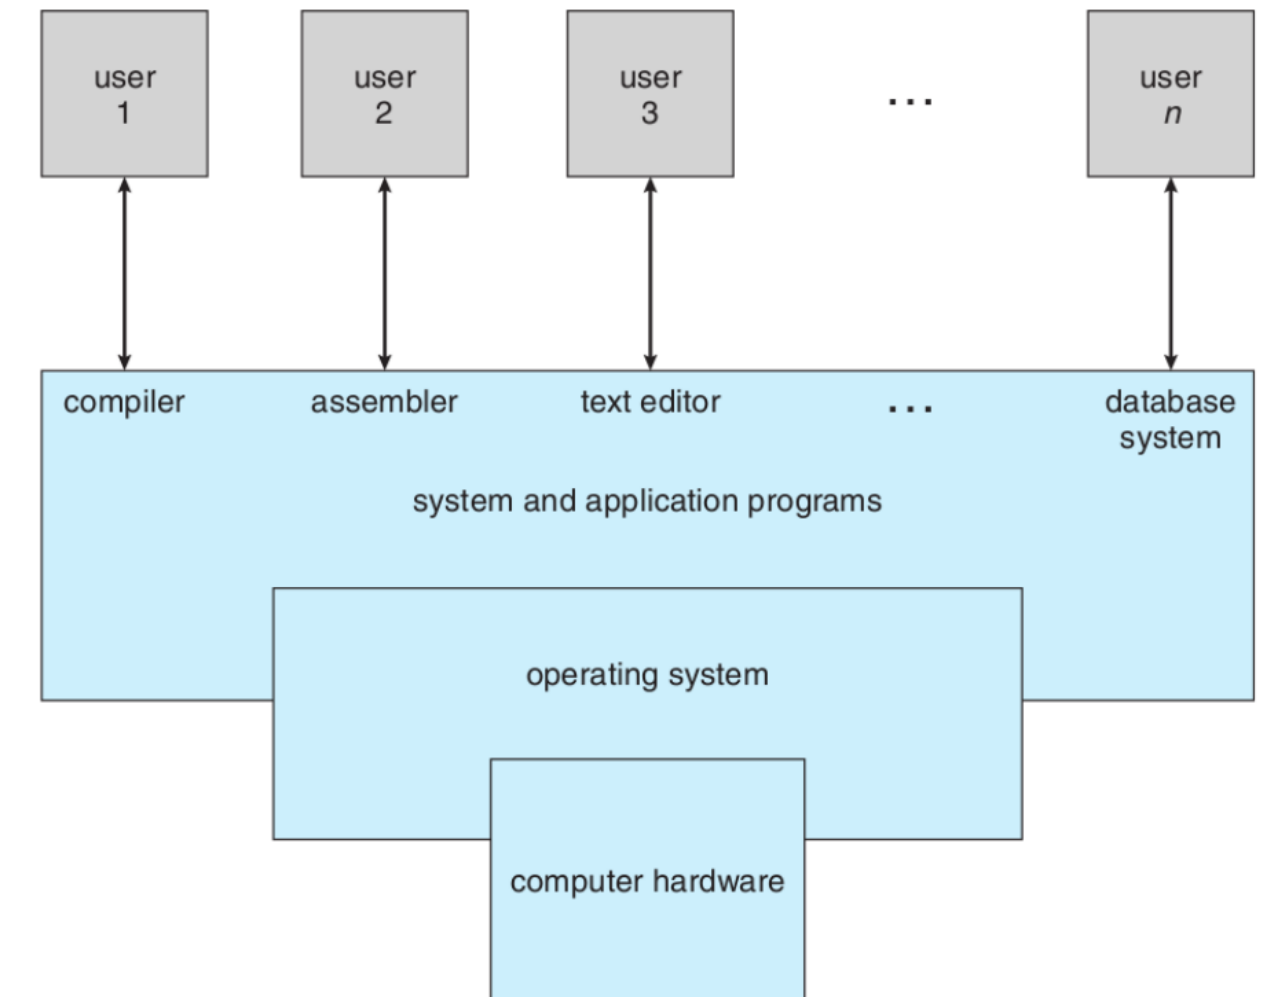 user
1
user
2
user
3
...
user
n
compiler
assembler
text editor
...
database
system
system and application programs
operating system
computer hardware